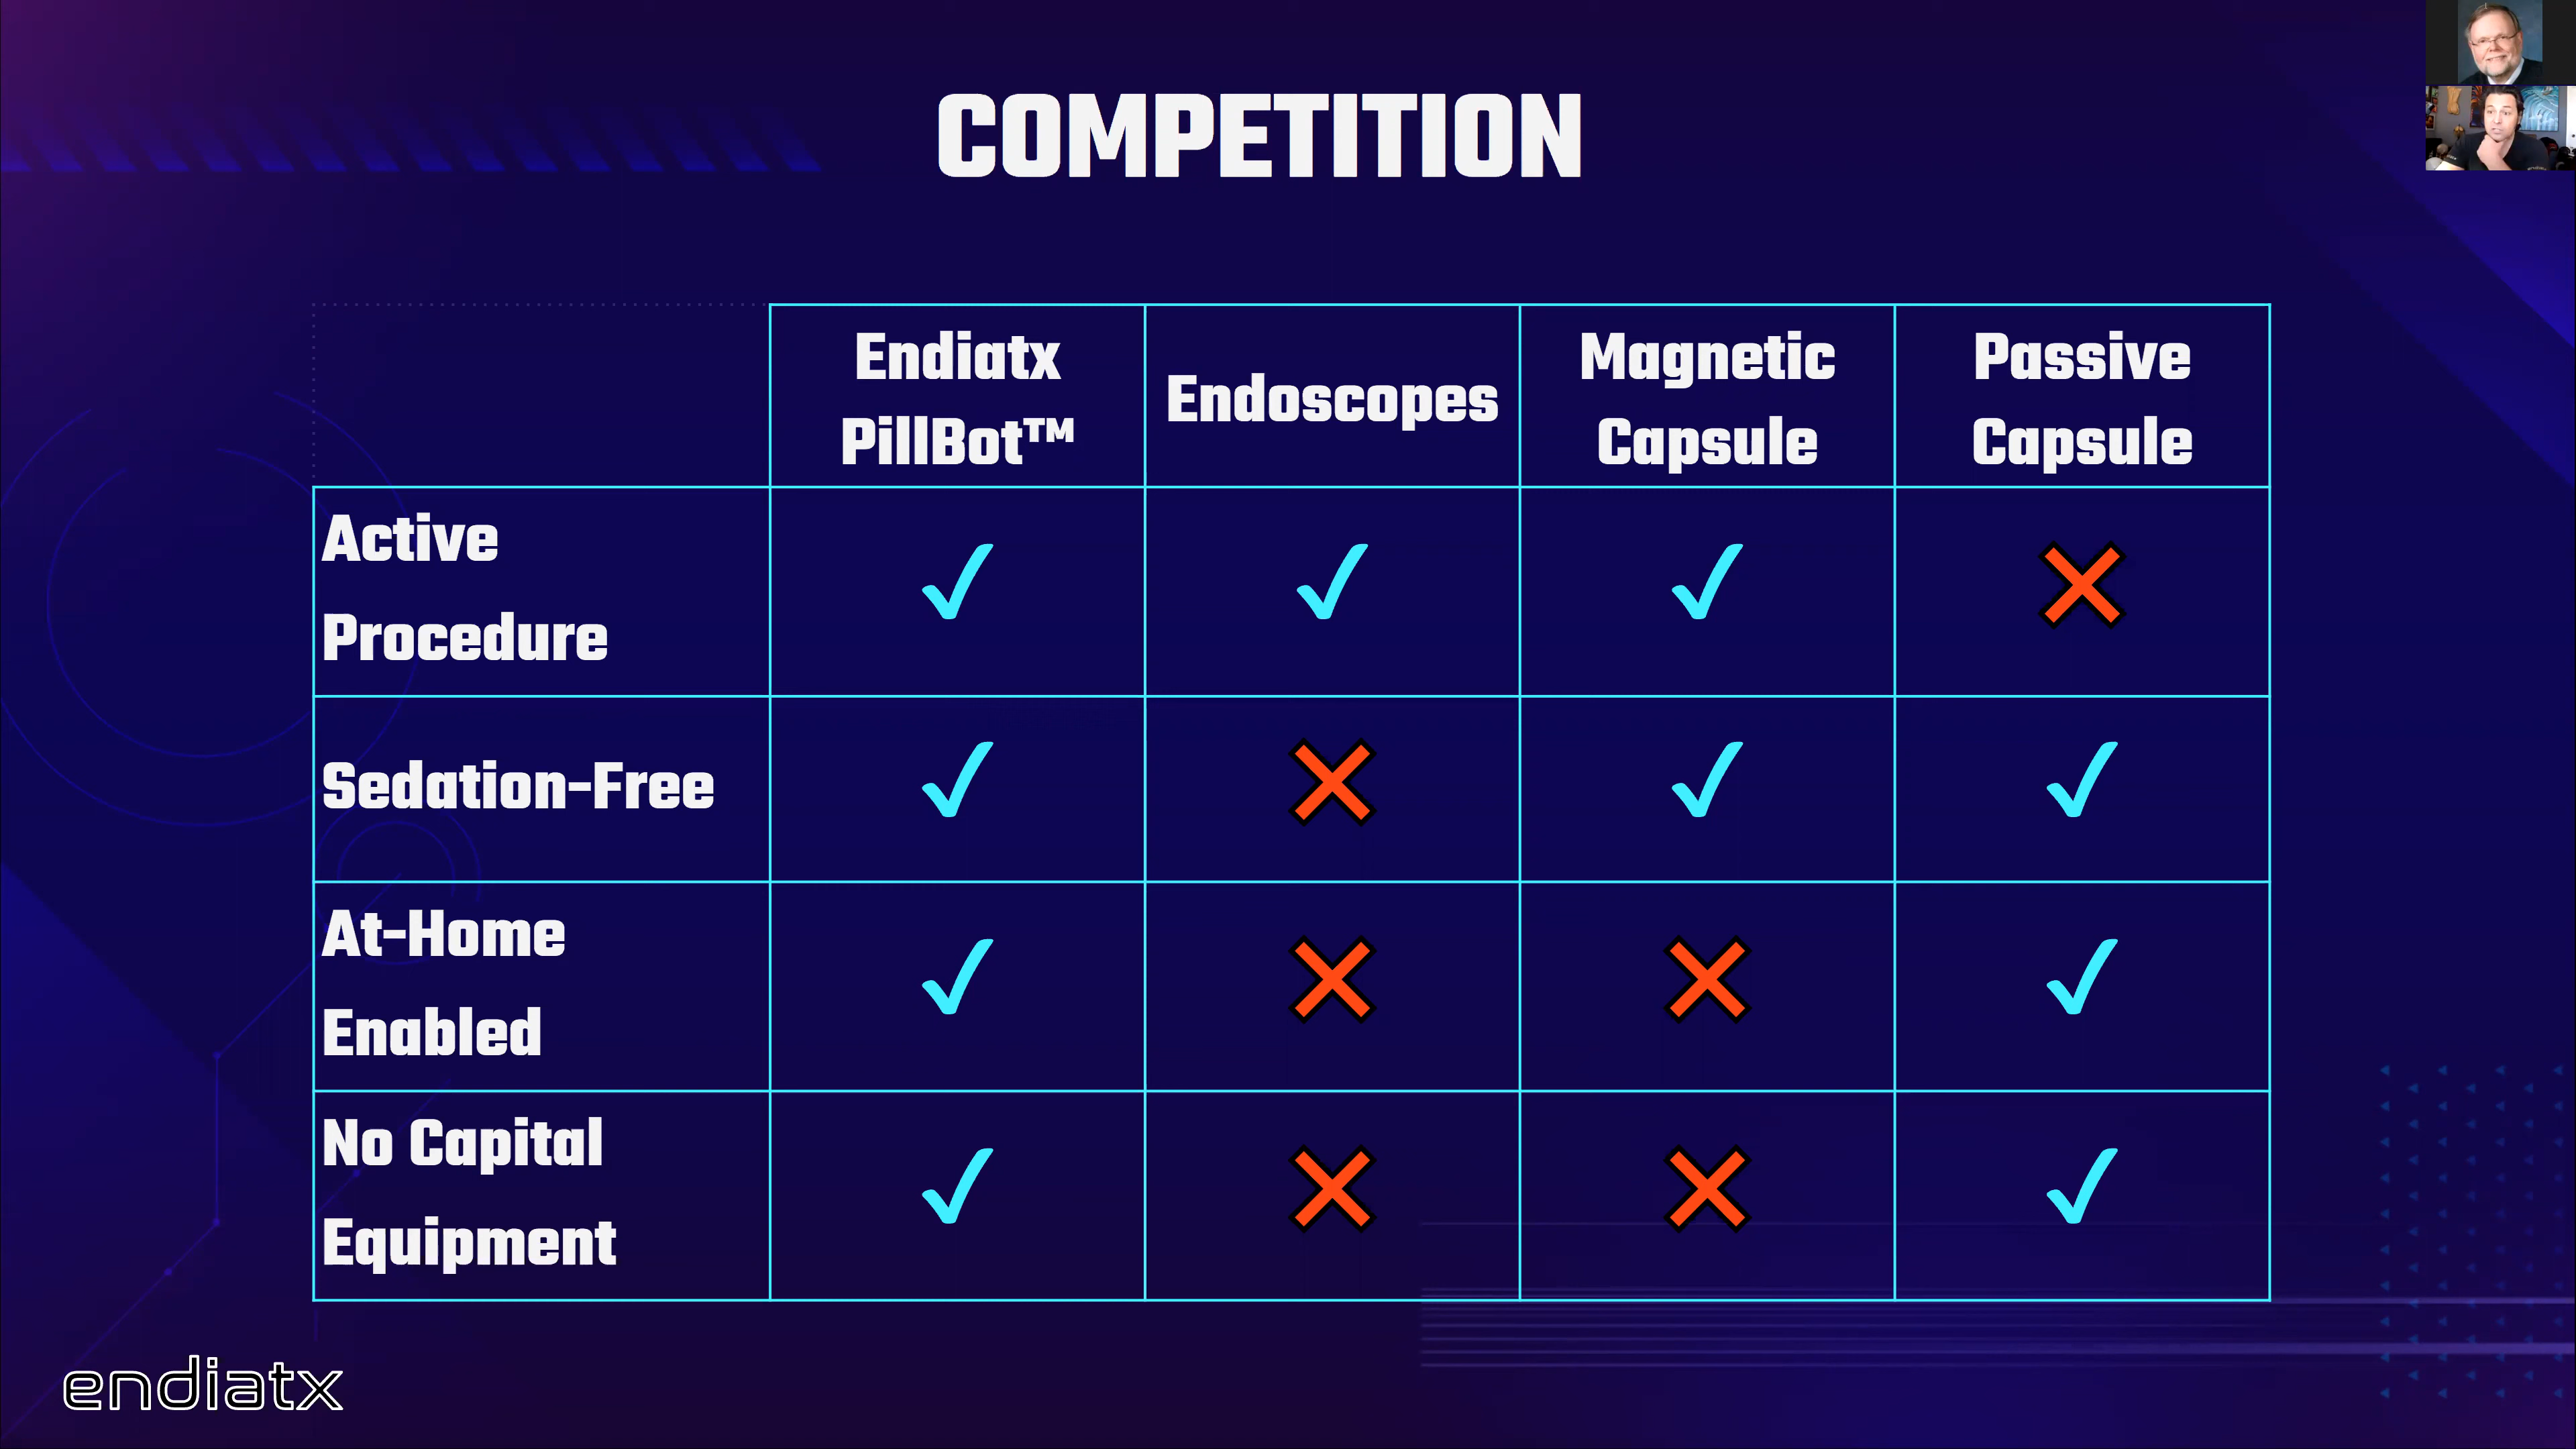 COMPETITION
Endiatx
PillBot™
Endoscopes
Magnetic
Capsule
Passive
Capsule
Active
Procedure
Sedation-Free
At-Home
Enabled
No Capital
Equipment
endiatx